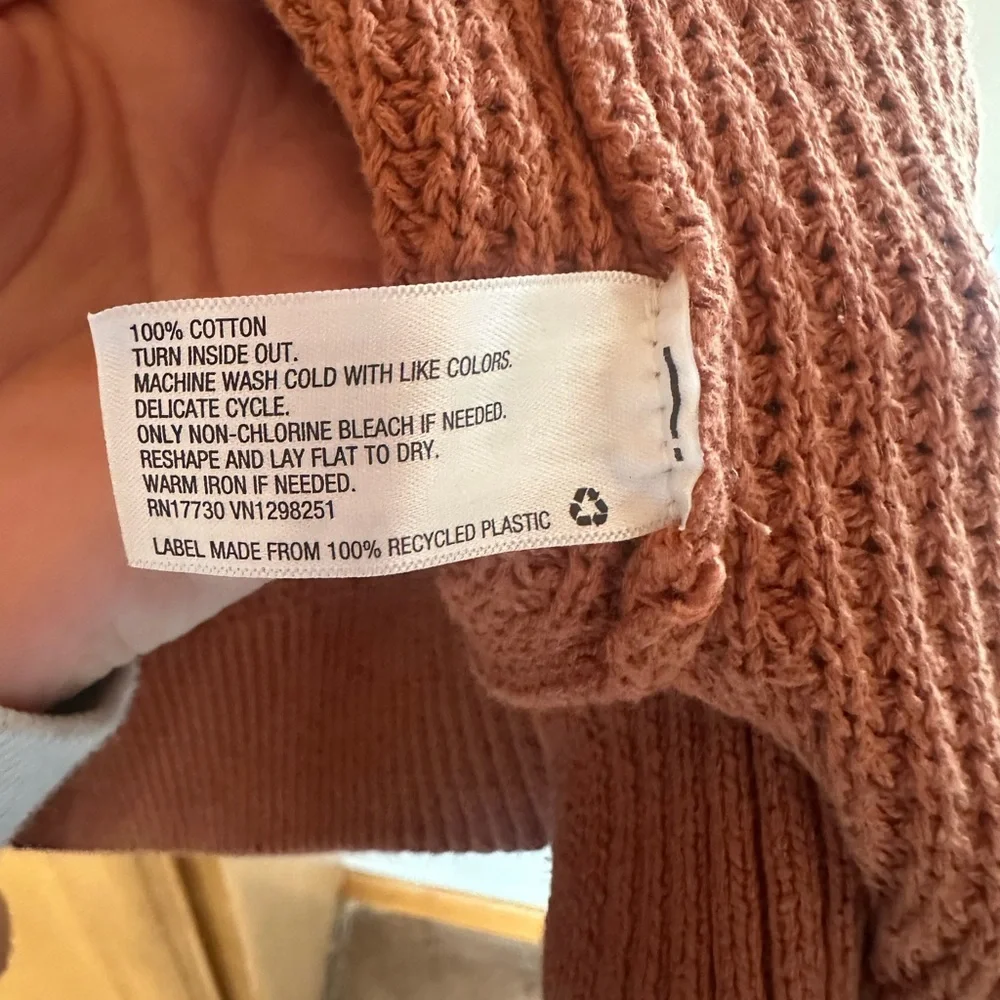 100% COTTON
TURN INSIDE OUT.
MACHINE WASH COLD WITH LIKE COLORS.
DELICATE CYCLE.
ONLY NON-CHLORINE BLEACH IF NEEDED.
RESHAPE AND LAY FLAT TO DRY.
WARM IRON IF NEEDED.
RN17730 VN1298251
LABEL MADE FROM 100% RECYCLED PLASTIC